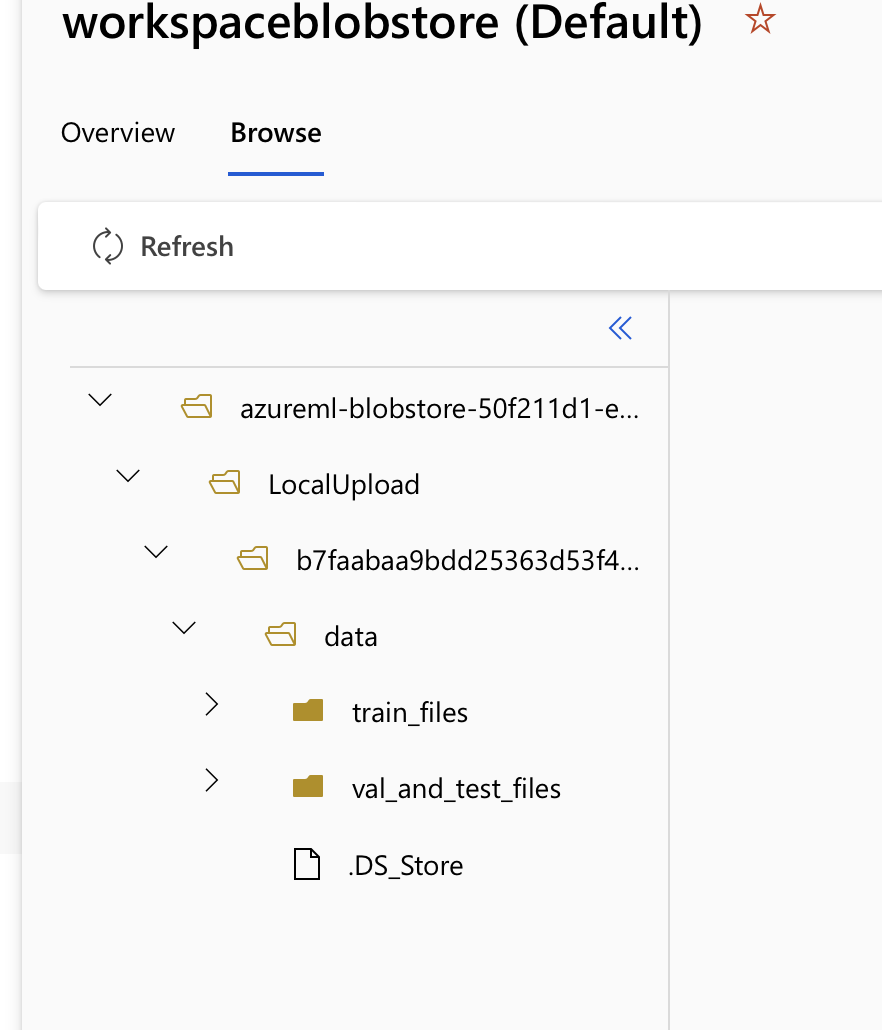 workspaceblobstore (Default)
Overview
Browse
Refresh
azureml-blobstore-50f211d1-e...
LocalUpload
b7faabaa9bdd25363d53f4...
data
train_files
val_and_test_files
.DS_Store